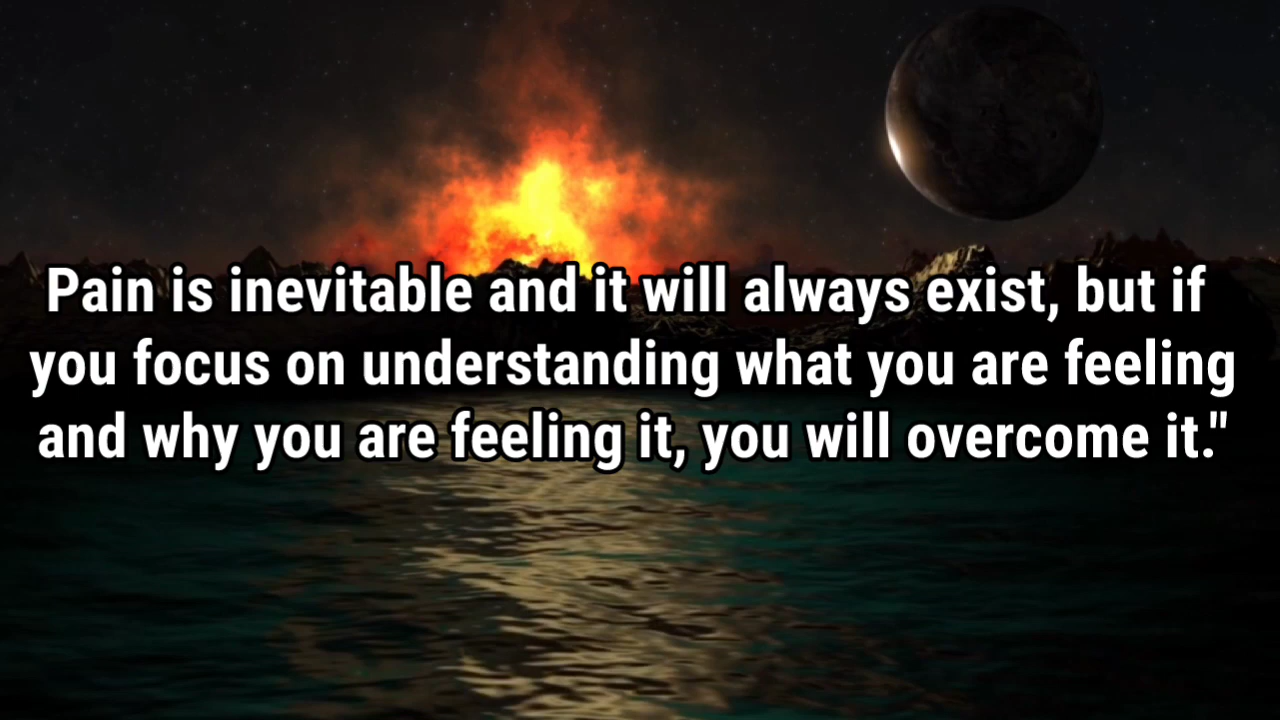 Pain is inevitable and it will always exist, but if
you focus on understanding what you are feeling
and why you are feeling it, you will overcome it."